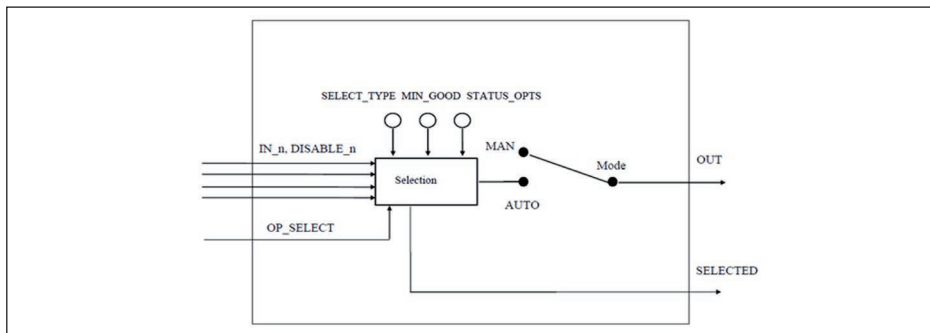 SELECT_TYPE MIN_GOOD STATUS_OPTS
IN_n, DISABLE_n
MAN
Mode
OUT
Selection
AUTO
OP_SELECT
SELECTED